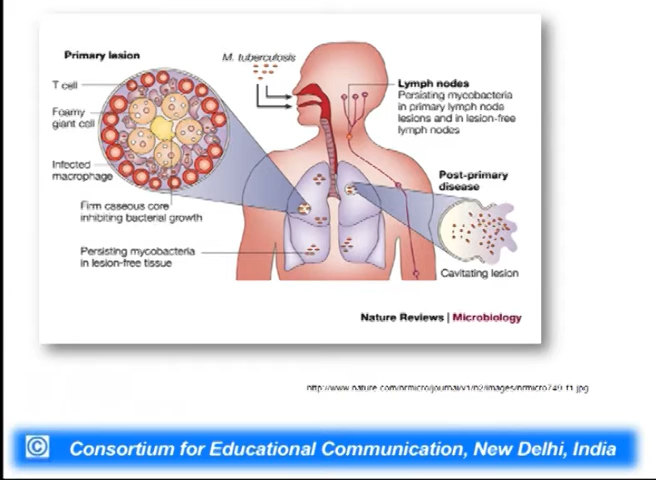 Primary lesion
M. tuberculosis
T cell
Foamy
giant cell
Infected
macrophage
Firm caseous core
inhibiting bacterial growth
Persisting mycobacteria
in lesion-free tissue
Lymph nodes
Persisting mycobacteria
in primary lymph node
lesions and in lesion-free
lymph nodes
Post-primary
disease
Cavitating lesion
Nature Reviews | Microbiology
© Consortium for Educational Communication, New Delhi, India